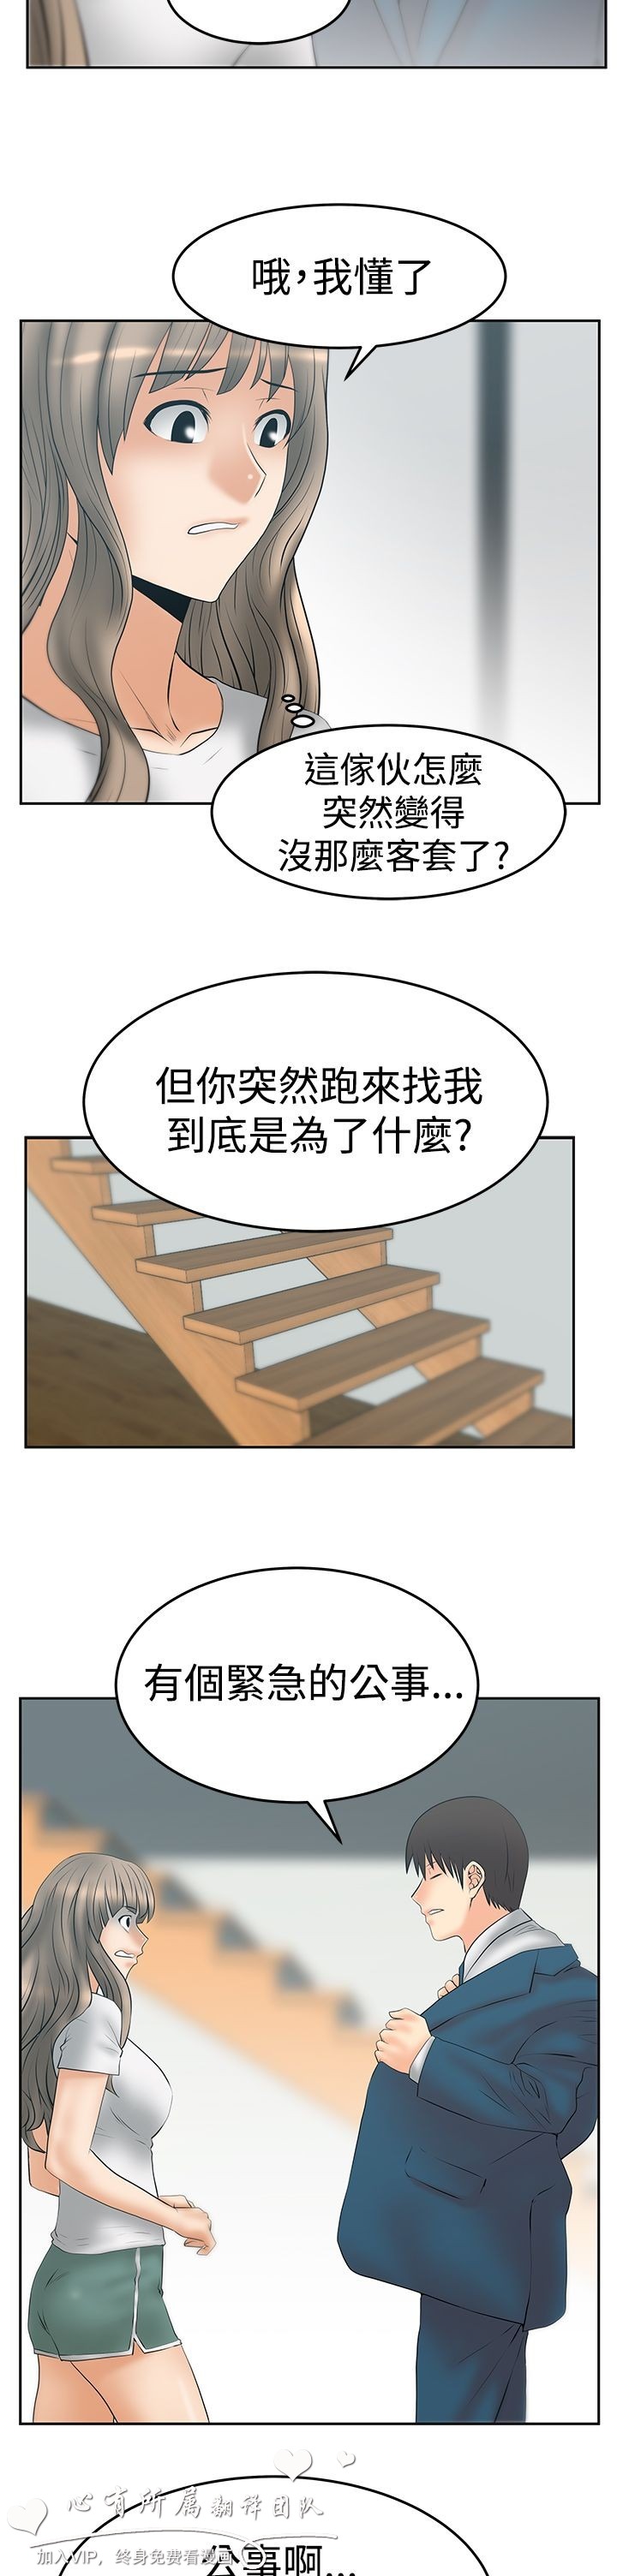 哦，我懂了
這傢伙怎麼
突然變得
沒那麼客套了?
但你突然跑來找我
到底是為了什麼?
有個緊急的公事...
心有所属翻译团队
加入VIP，终身免费看漫画
公事啊...